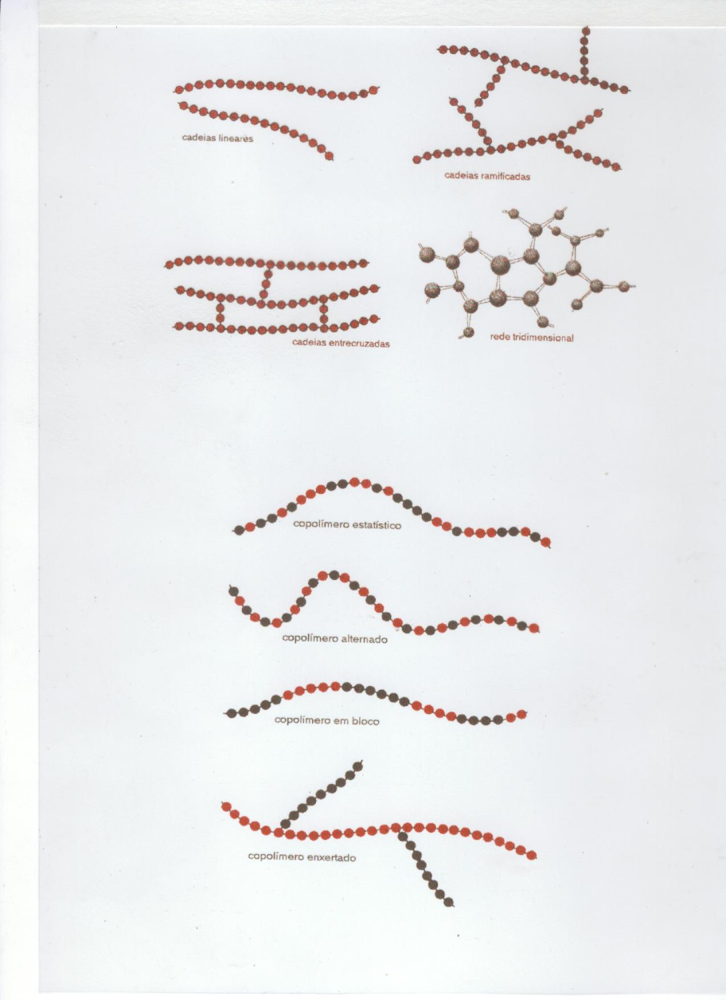 cadeias lineares
cadeias ramificadas
cadeias entrecruzadas
rede tridimensional
copolímero estatístico
copolímero alternado
copolímero em bloco
copolímero enxertado